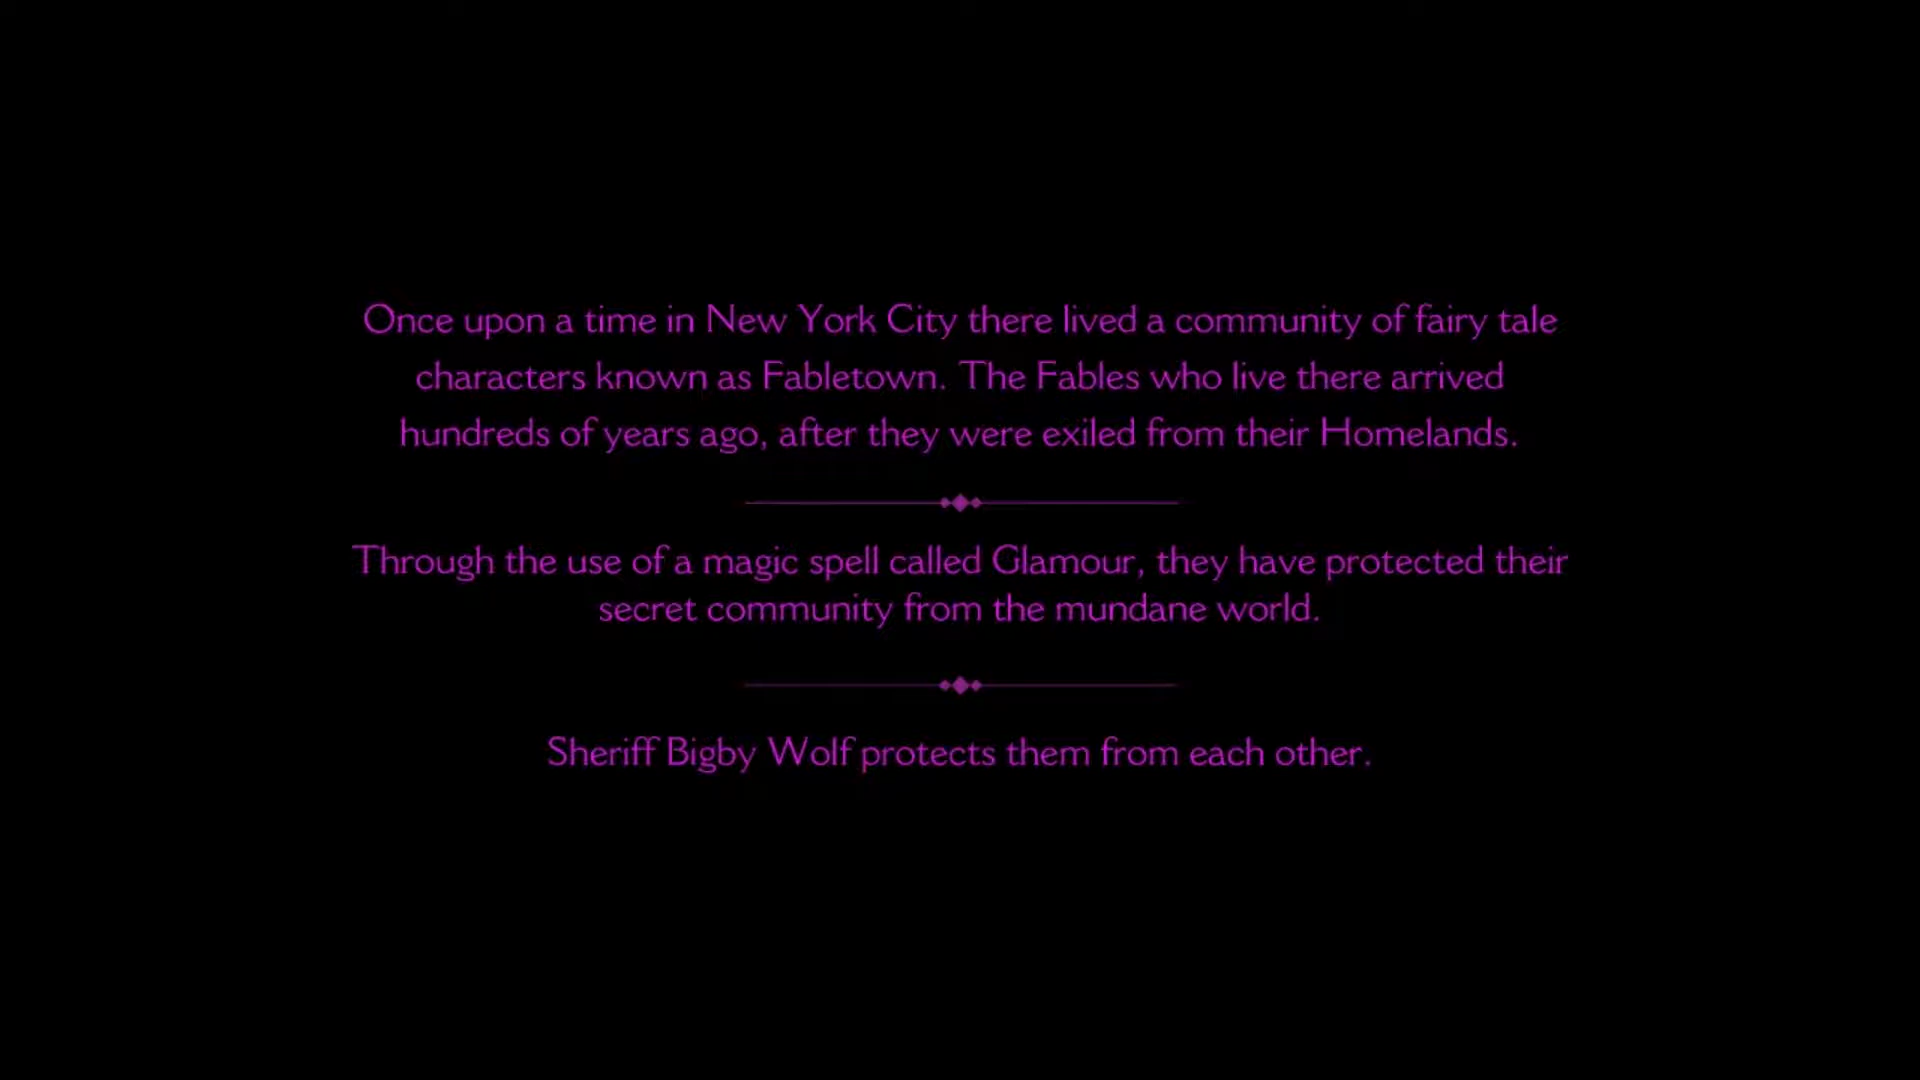 Once upon a time in New York City there lived a community of fairy tale
characters known as Fabletown. The Fables who live there arrived
hundreds of years ago, after they were exiled from their Homelands.
Through the use of a magic spell called Glamour, they have protected their
secret community from the mundane world.
Sheriff Bigby Wolf protects them from each other.